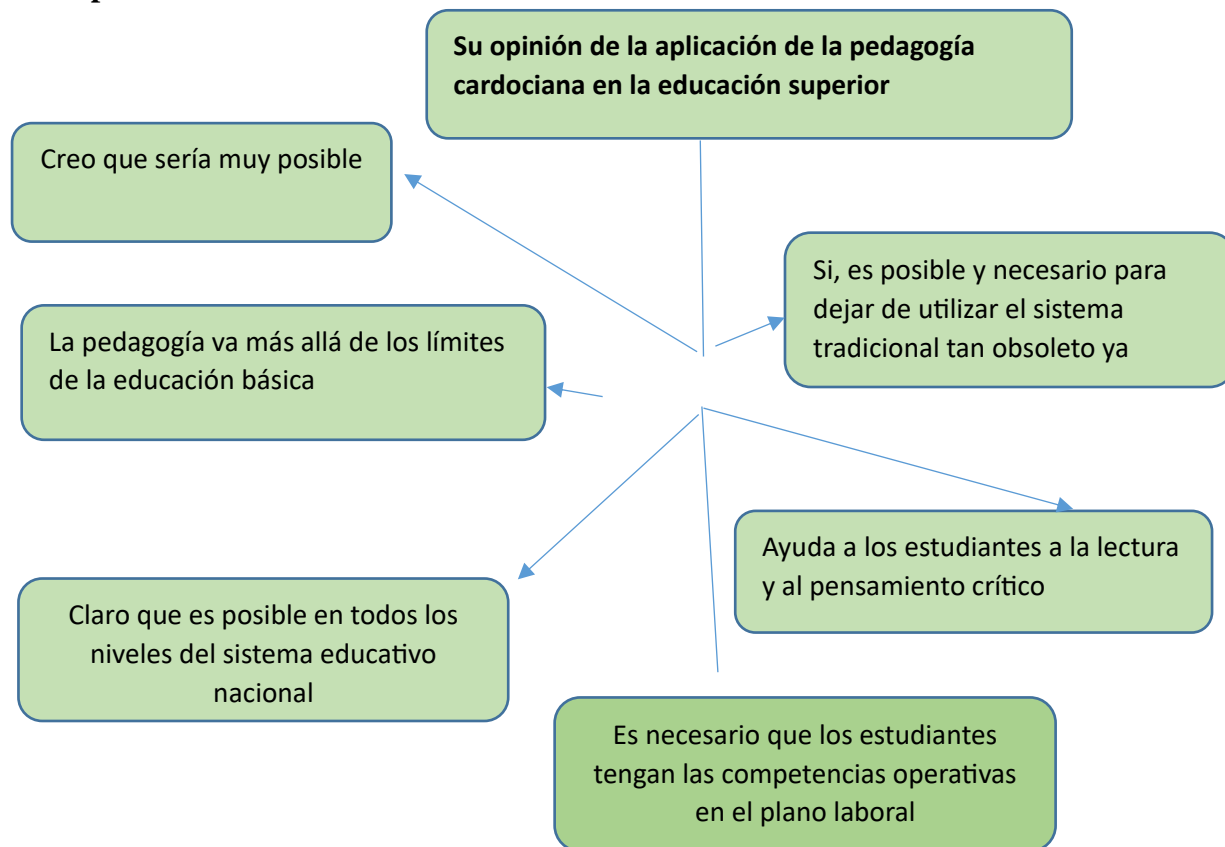 Su opinión de la aplicación de la pedagogía
cardociana en la educación superior
Creo que sería muy posible
Si, es posible y necesario para
dejar de utilizar el sistema
tradicional tan obsoleto ya
La pedagogía va más allá de los límites
de la educación básica
Ayuda a los estudiantes a la lectura
y al pensamiento crítico
Claro que es posible en todos los
niveles del sistema educativo
nacional
Es necesario que los estudiantes
tengan las competencias operativas
en el plano laboral